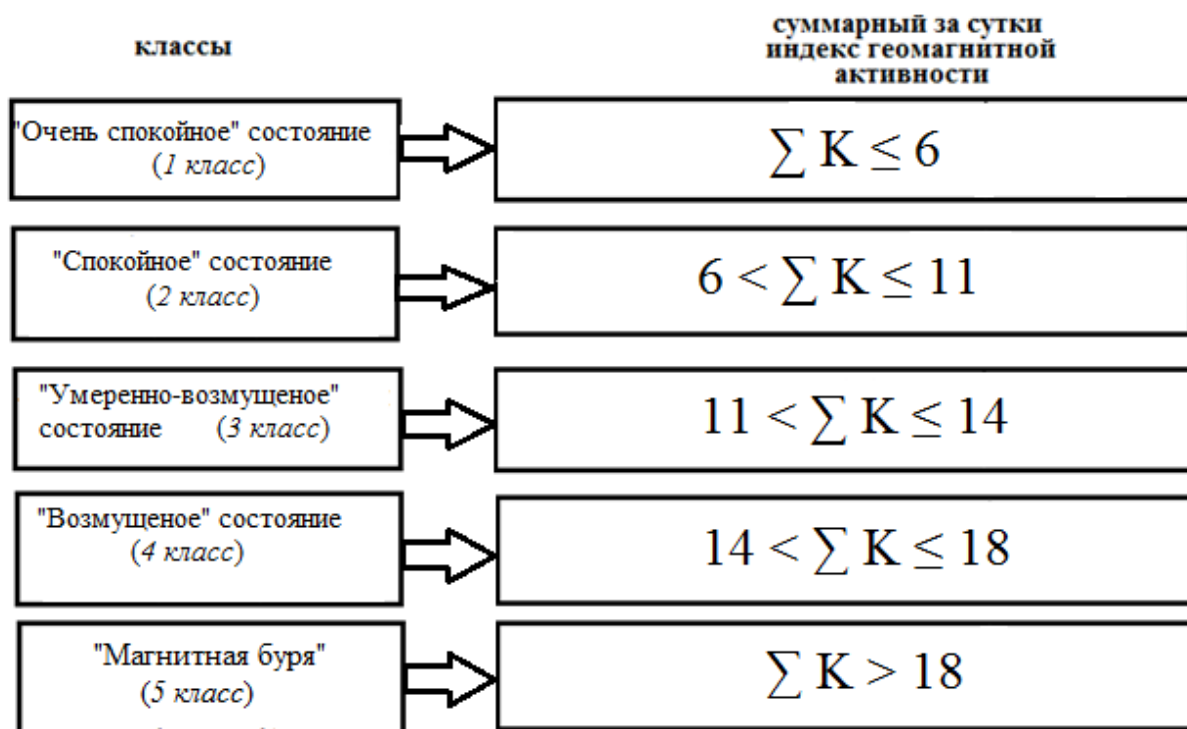 классы
суммарный за сутки
индекс геомагнитной
активности
"Очень спокойное" состояние
(1 класс)
∑ K ≤ 6
"Спокойное" состояние
(2 класс)
6 < ∑ K ≤ 11
"Умеренно-возмущеное"
состояние (3 класс)
11 < ∑ K ≤ 14
"Возмущеное" состояние
(4 класс)
14 < ∑ K ≤ 18
"Магнитная буря"
(5 класс)
∑ K > 18